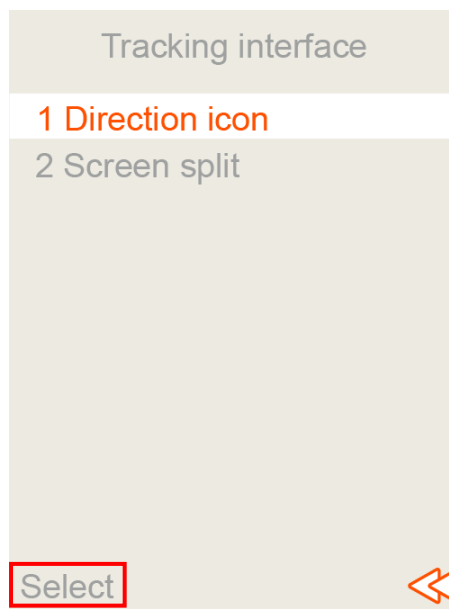 Tracking interface
1 Direction icon
2 Screen split
Select